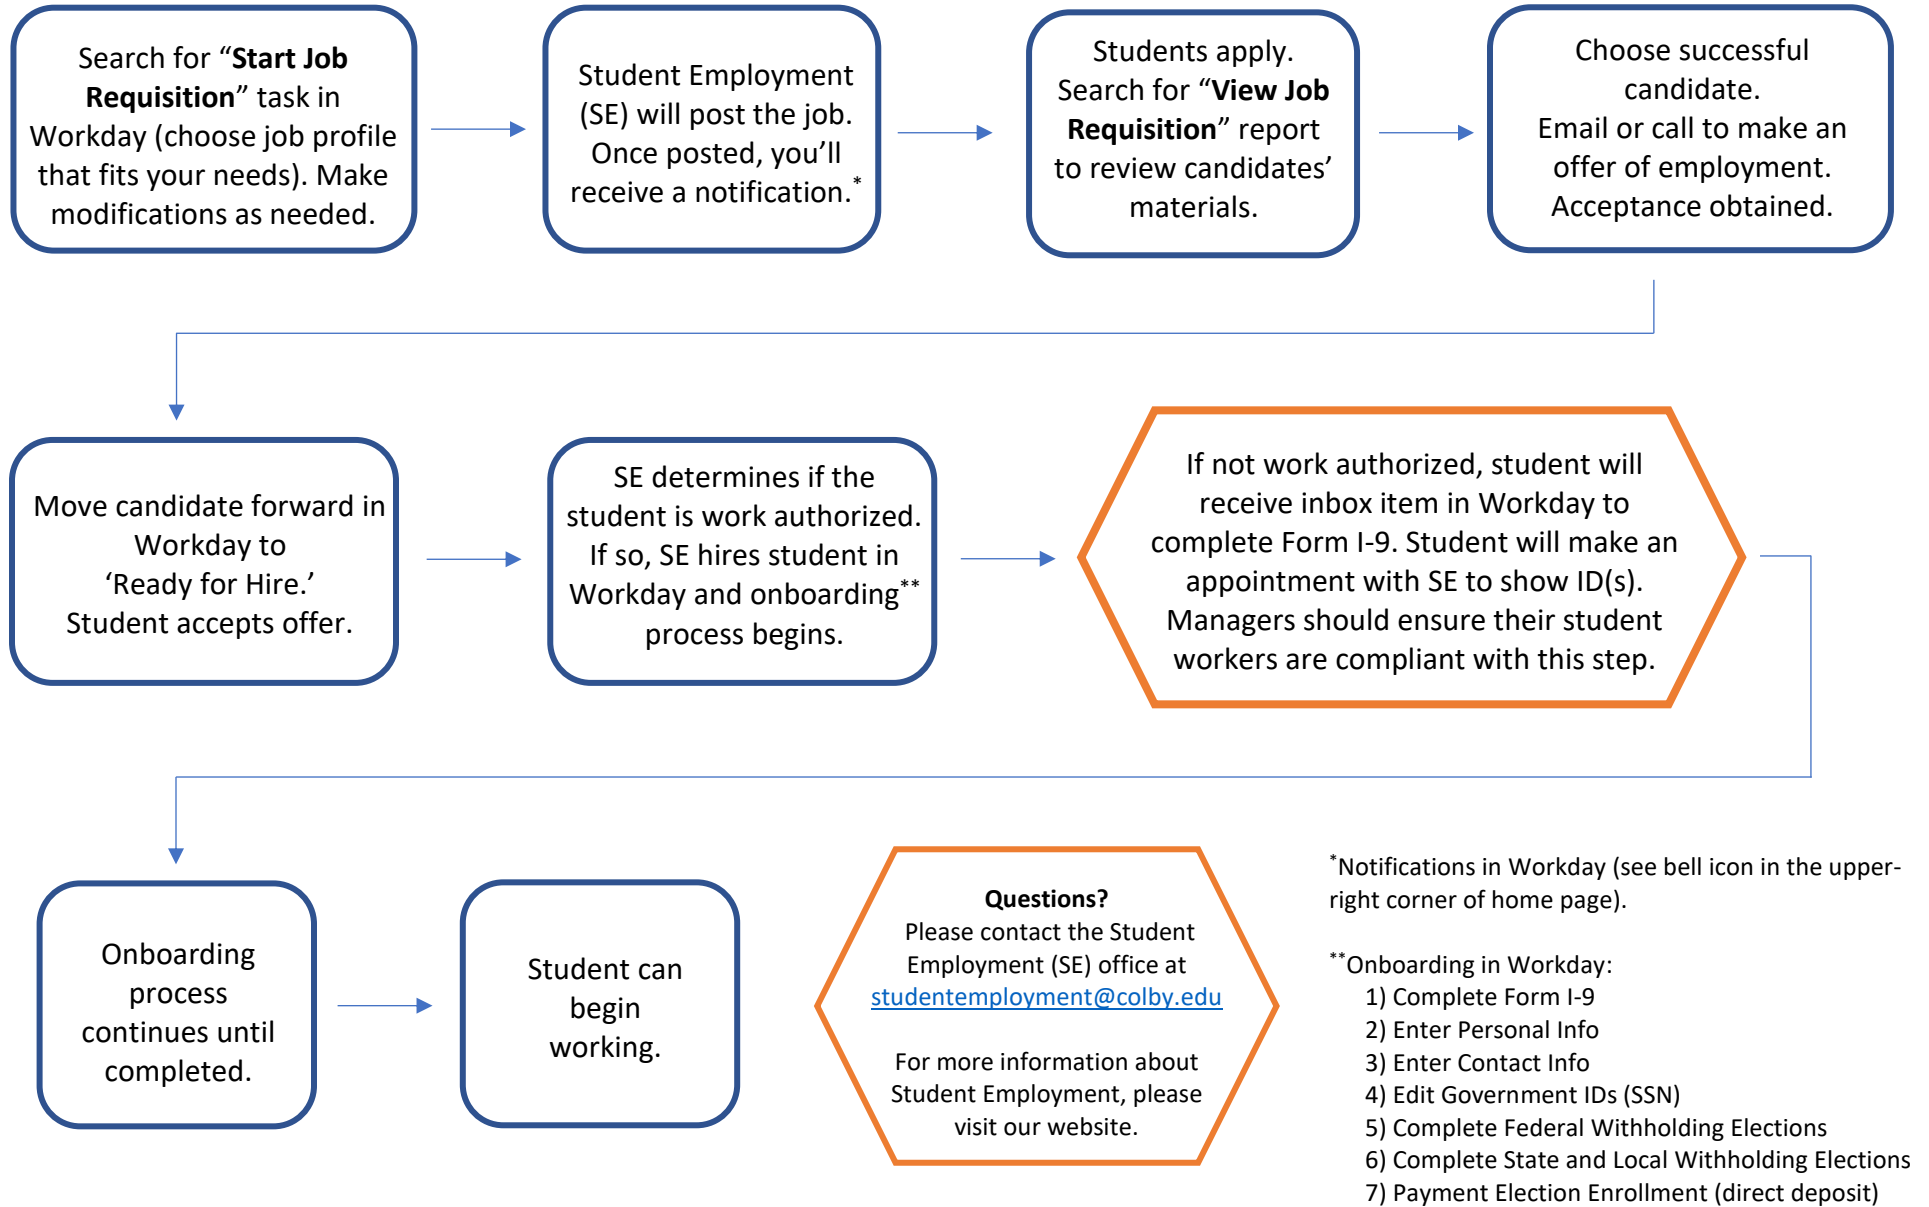 Search for “Start Job
Requisition” task in
Workday (choose job profile
that fits your needs). Make
modifications as needed.
Student Employment
(SE) will post the job.
Once posted, you’ll
receive a notification.*
Students apply.
Search for “View Job
Requisition” report
to review candidates’
materials.
Choose successful
candidate.
Email or call to make an
offer of employment.
Acceptance obtained.
Move candidate forward in
Workday to
‘Ready for Hire.’
Student accepts offer.
SE determines if the
student is work authorized.
If so, SE hires student in
Workday and onboarding**
process begins.
If not work authorized, student will
receive inbox item in Workday to
complete Form I-9. Student will make an
appointment with SE to show ID(s).
Managers should ensure their student
workers are compliant with this step.
Onboarding
process
continues until
completed.
Student can
begin
working.
Questions?
Please contact the Student
Employment (SE) office at
studentemployment@colby.edu
For more information about
Student Employment, please
visit our website.
*Notifications in Workday (see bell icon in the upper-
right corner of home page).
**Onboarding in Workday:
1) Complete Form I-9
2) Enter Personal Info
3) Enter Contact Info
4) Edit Government IDs (SSN)
5) Complete Federal Withholding Elections
6) Complete State and Local Withholding Elections
7) Payment Election Enrollment (direct deposit)